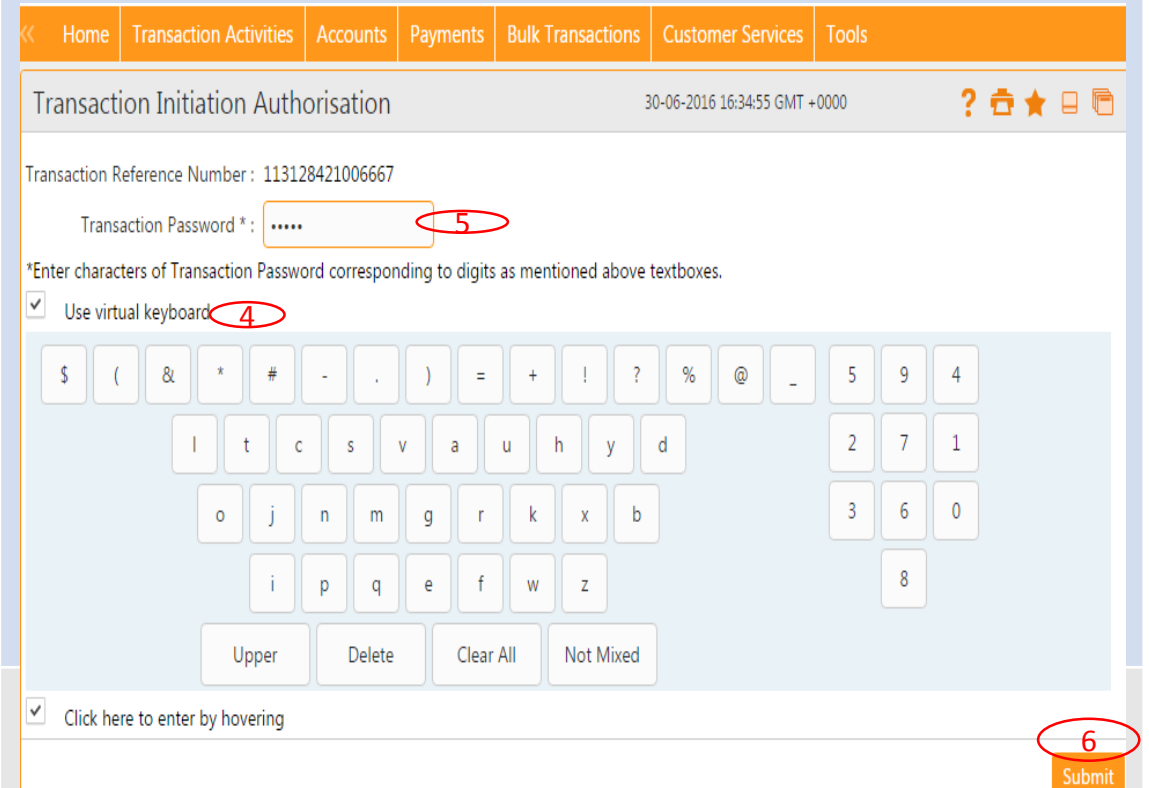 Home Transaction Activities Accounts Payments Bulk Transactions Customer Services Tools
Transaction Initiation Authorisation 30-06-2016 16:34:55 GMT +0000 ?
Transaction Reference Number : 113128421006667
Transaction Password * : ••••• 5
*Enter characters of Transaction Password corresponding to digits as mentioned above textboxes.
Use virtual keyboard 4
$ ( & * # - . ) = + ! ? % @ _ 5 9 4
l t c s v a u h y d 2 7 1
o j n m g r k x b 3 6 0
i p q e f w z 8
Upper Delete Clear All Not Mixed
Click here to enter by hovering
6
Submit